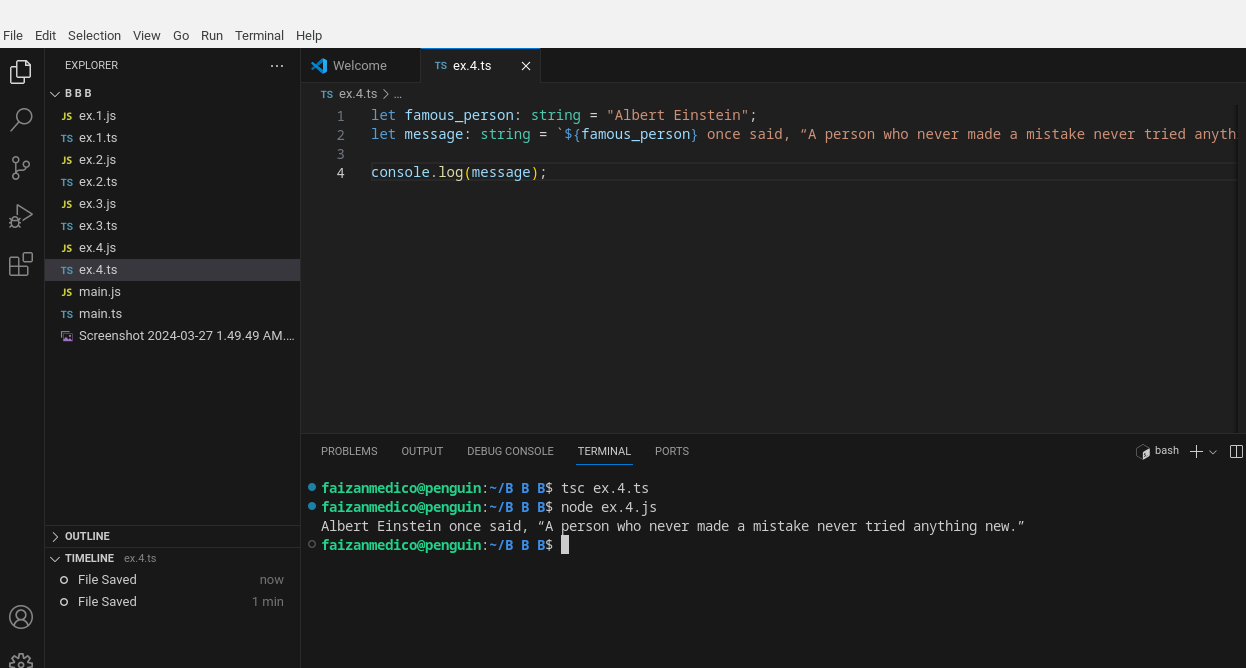 File Edit Selection View Go Run Terminal Help
EXPLORER ...
B B B
JS ex.1.js
TS ex.1.ts
JS ex.2.js
TS ex.2.ts
JS ex.3.js
TS ex.3.ts
JS ex.4.js
TS ex.4.ts
JS main.js
TS main.ts
Screenshot 2024-03-27 1.49.49 AM....
OUTLINE
TIMELINE ex.4.ts
File Saved now
File Saved 1 min
Welcome TS ex.4.ts
TS ex.4.ts > ...
1 let famous_person: string = "Albert Einstein";
2 let message: string = `${famous_person} once said, “A person who never made a mistake never tried anyth
3
4 console.log(message);
PROBLEMS OUTPUT DEBUG CONSOLE TERMINAL PORTS bash
faizanmedico@penguin:~/B B B$ tsc ex.4.ts
faizanmedico@penguin:~/B B B$ node ex.4.js
Albert Einstein once said, “A person who never made a mistake never tried anything new.”
faizanmedico@penguin:~/B B B$